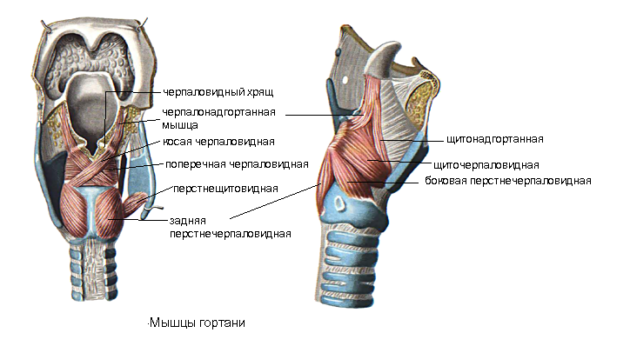 черпаловидный хрящ
черпалонадгортанная
мышца
косая черпаловидная
поперечная черпаловидная
перстнещитовидная
задняя
перстнечерпаловидная
щитонадгортанная
щиточерпаловидная
боковая перстнечерпаловидная
Мышцы гортани